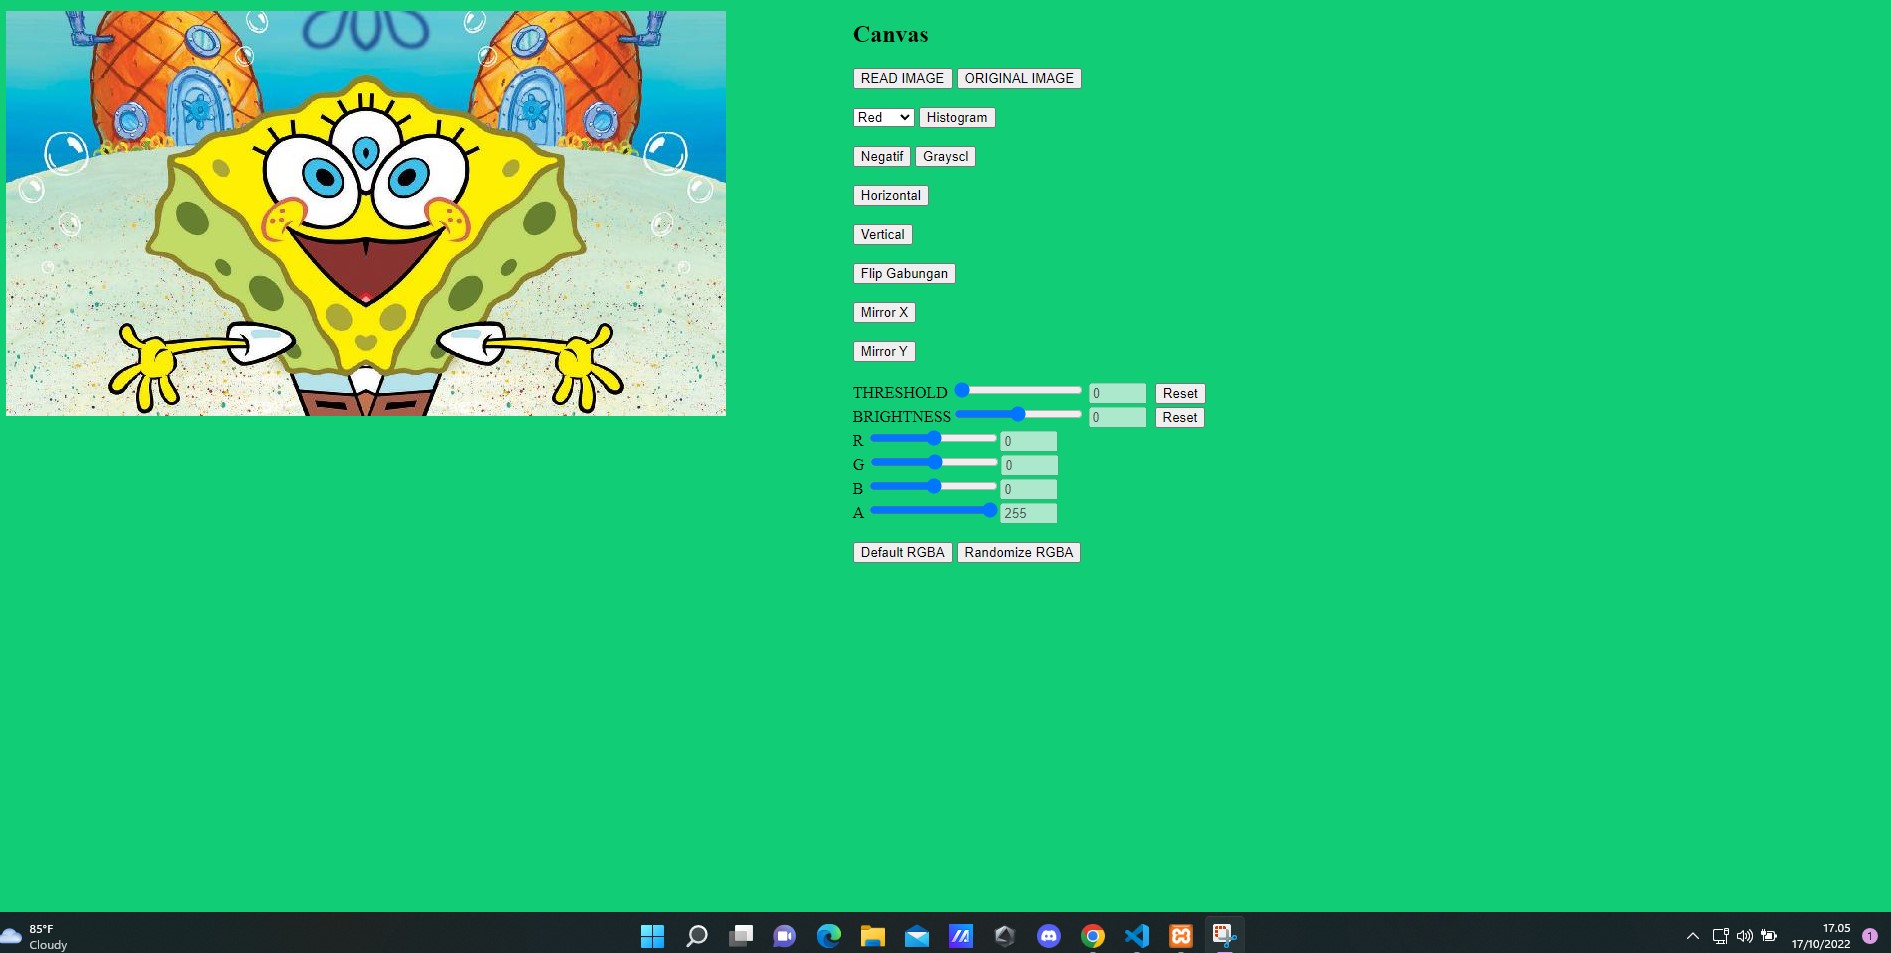 Canvas
READ IMAGE ORIGINAL IMAGE
Red Histogram
Negatif Grayscl
Horizontal
Vertical
Flip Gabungan
Mirror X
Mirror Y
THRESHOLD 0 Reset
BRIGHTNESS 0 Reset
R 0
G 0
B 0
A 255
Default RGBA Randomize RGBA
85°F
Cloudy
17.05
17/10/2022
1